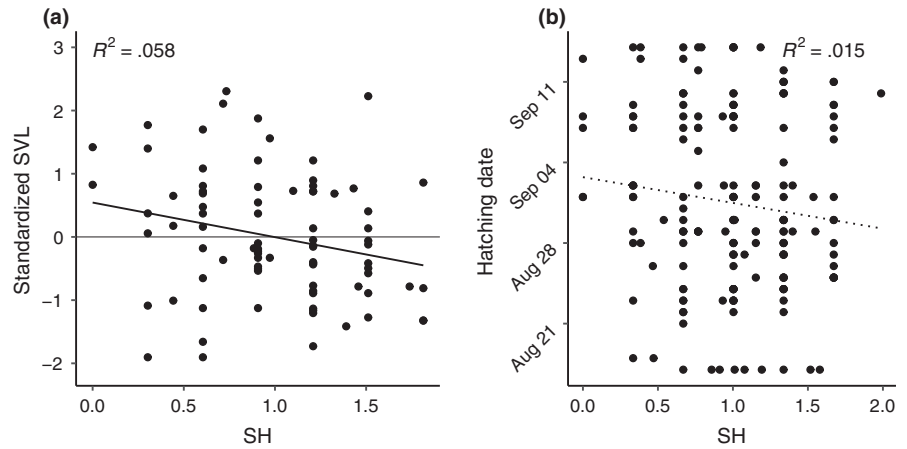 (a)
R² = .058
3
2
1
0
−1
−2
Standardized SVL
0.0 0.5 1.0 1.5
SH
(b)
R² = .015
Sep 11
Sep 04
Aug 28
Aug 21
Hatching date
0.0 0.5 1.0 1.5 2.0
SH